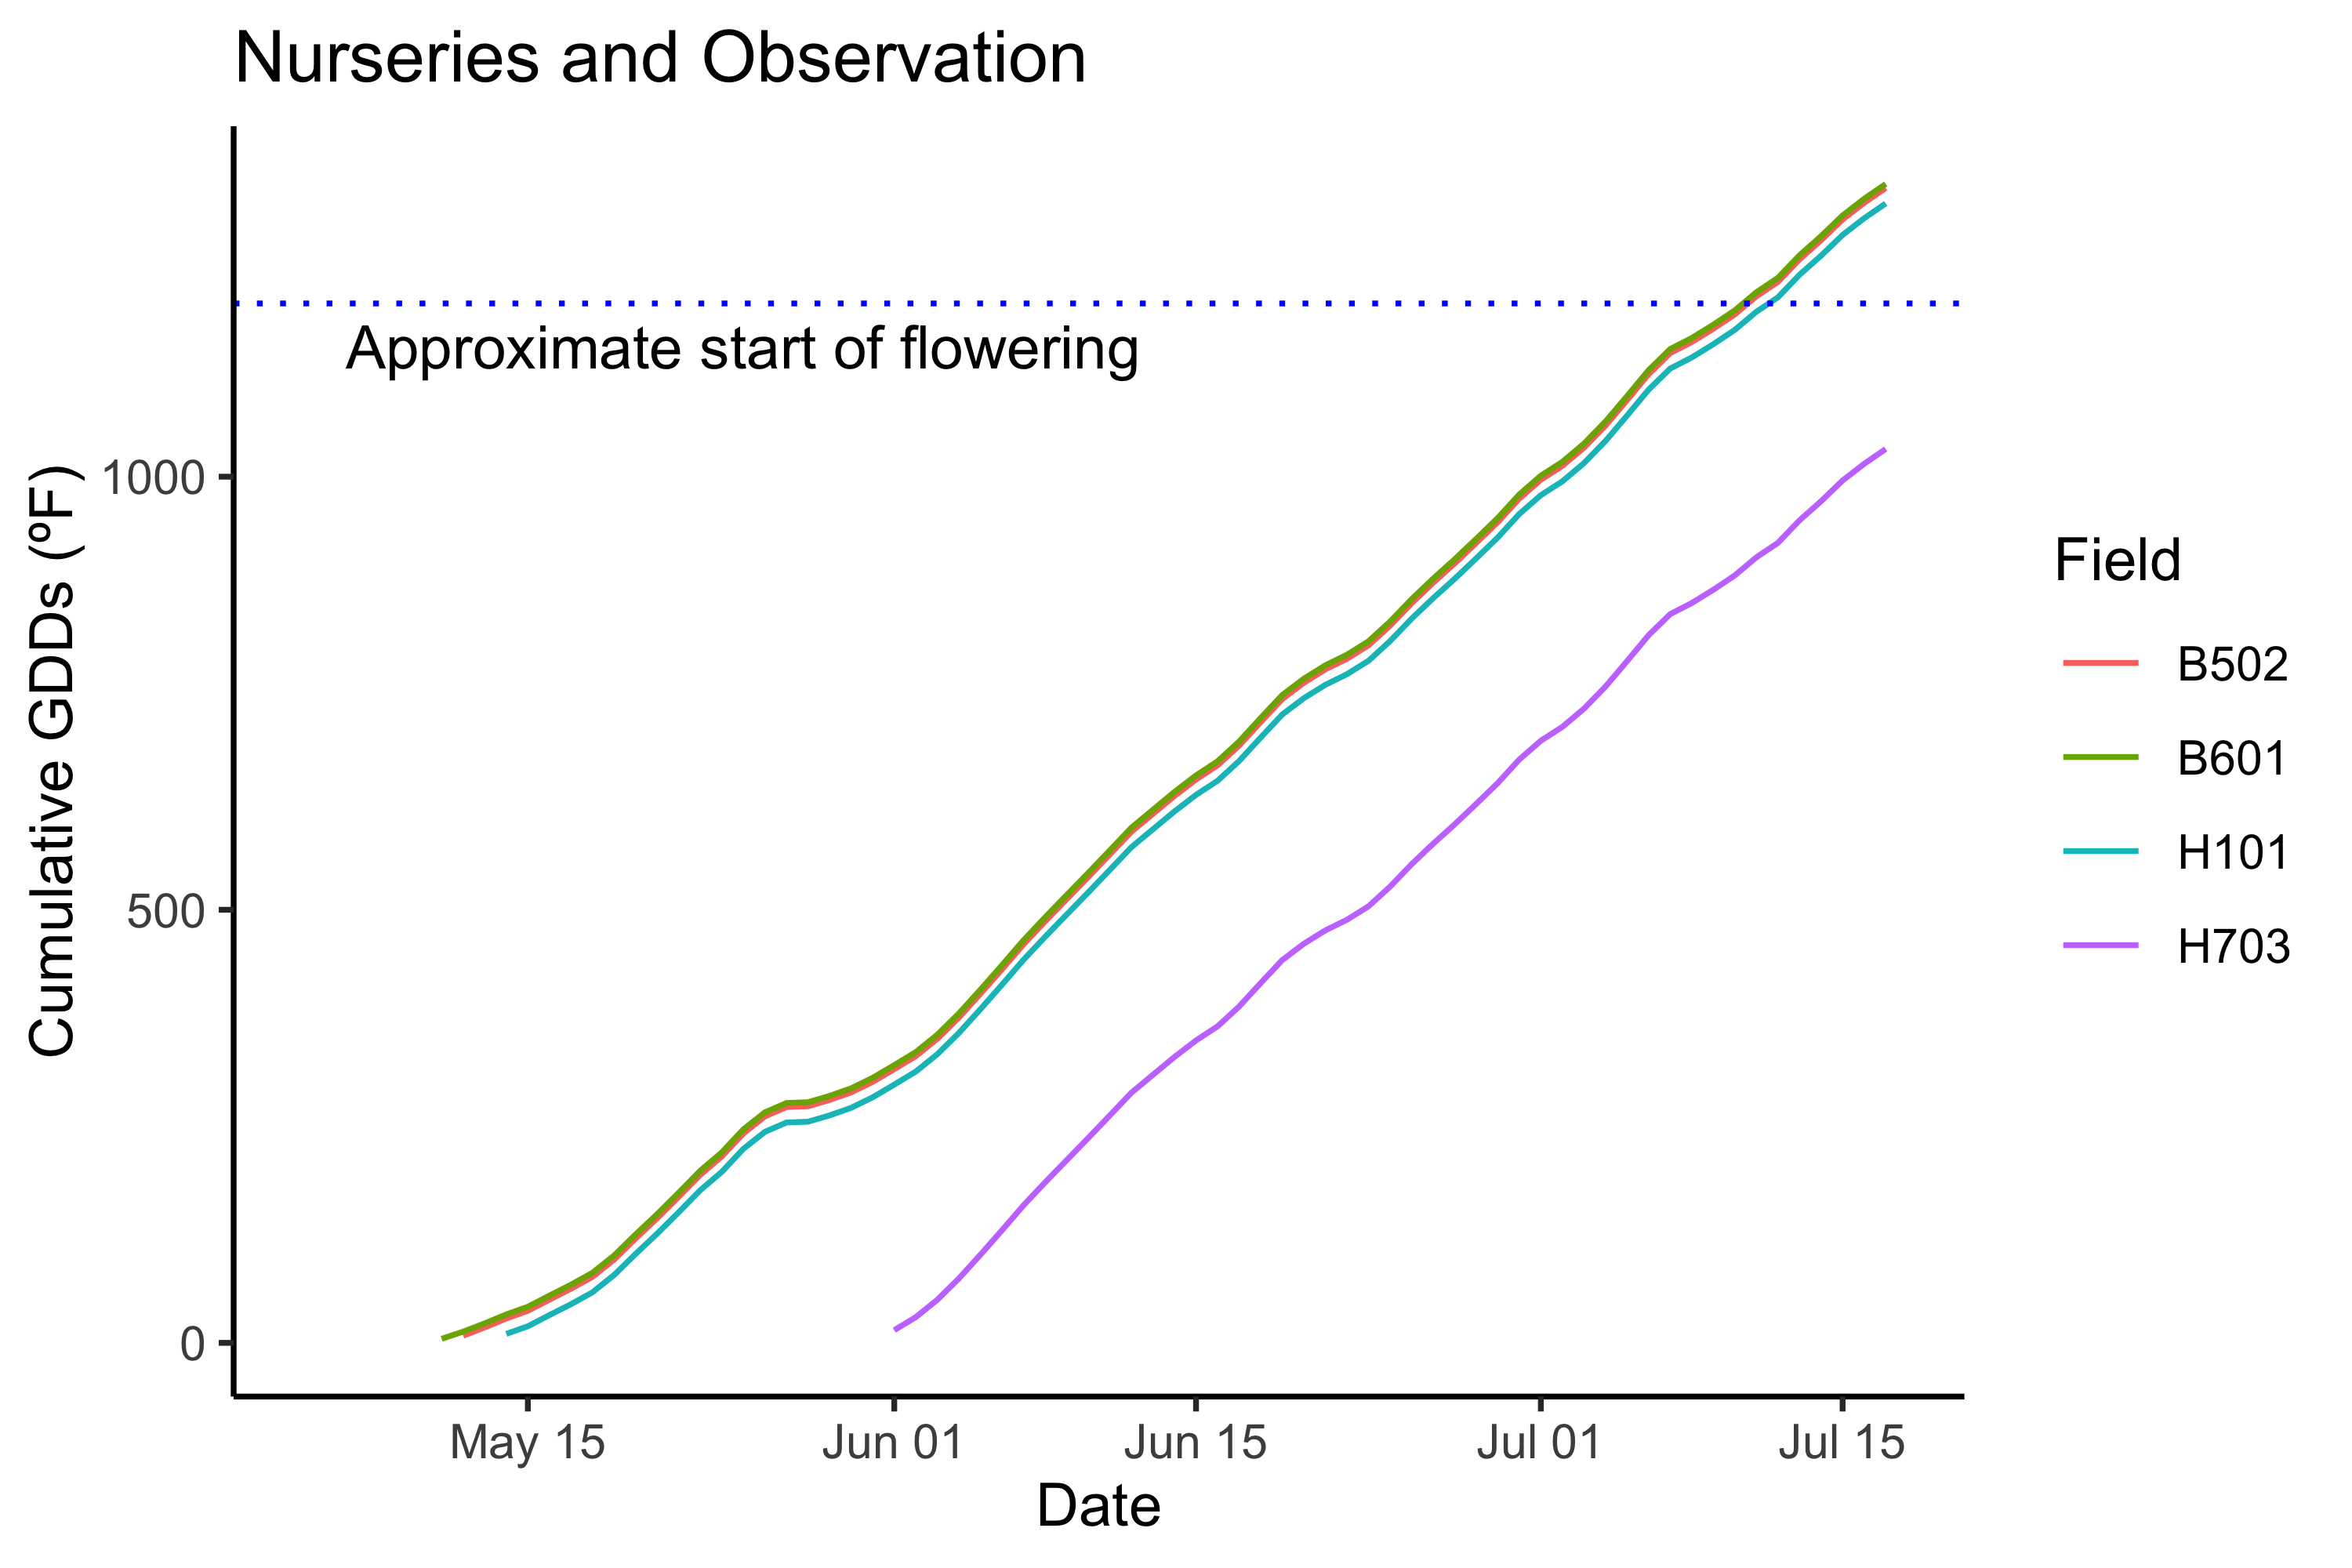 Nurseries and Observation
Approximate start of flowering
Cumulative GDDs (ºF)
1000
500
0
May 15
Jun 01
Jun 15
Jul 01
Jul 15
Date
Field
B502
B601
H101
H703